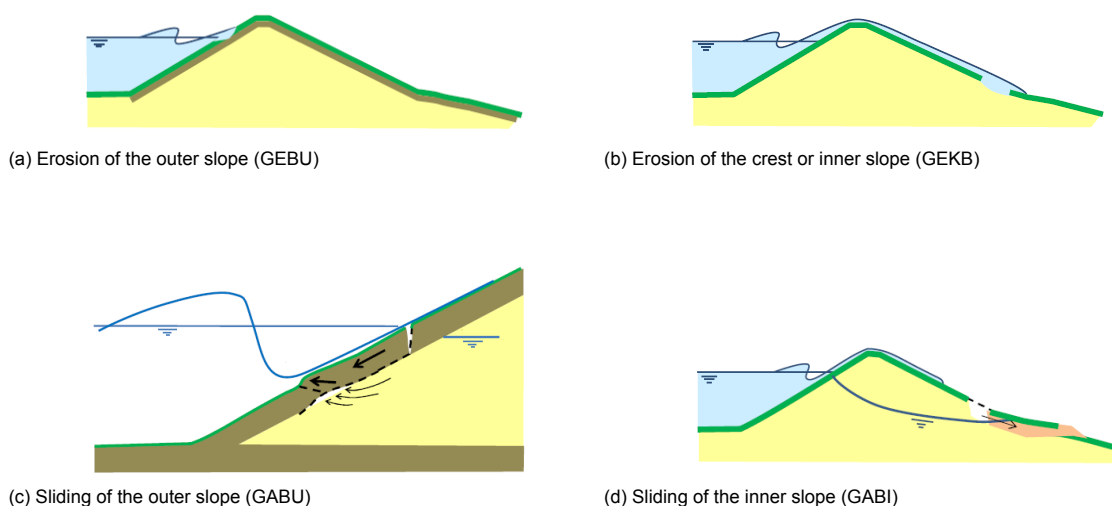 (a) Erosion of the outer slope (GEBU)
(b) Erosion of the crest or inner slope (GEKB)
(c) Sliding of the outer slope (GABU)
(d) Sliding of the inner slope (GABI)